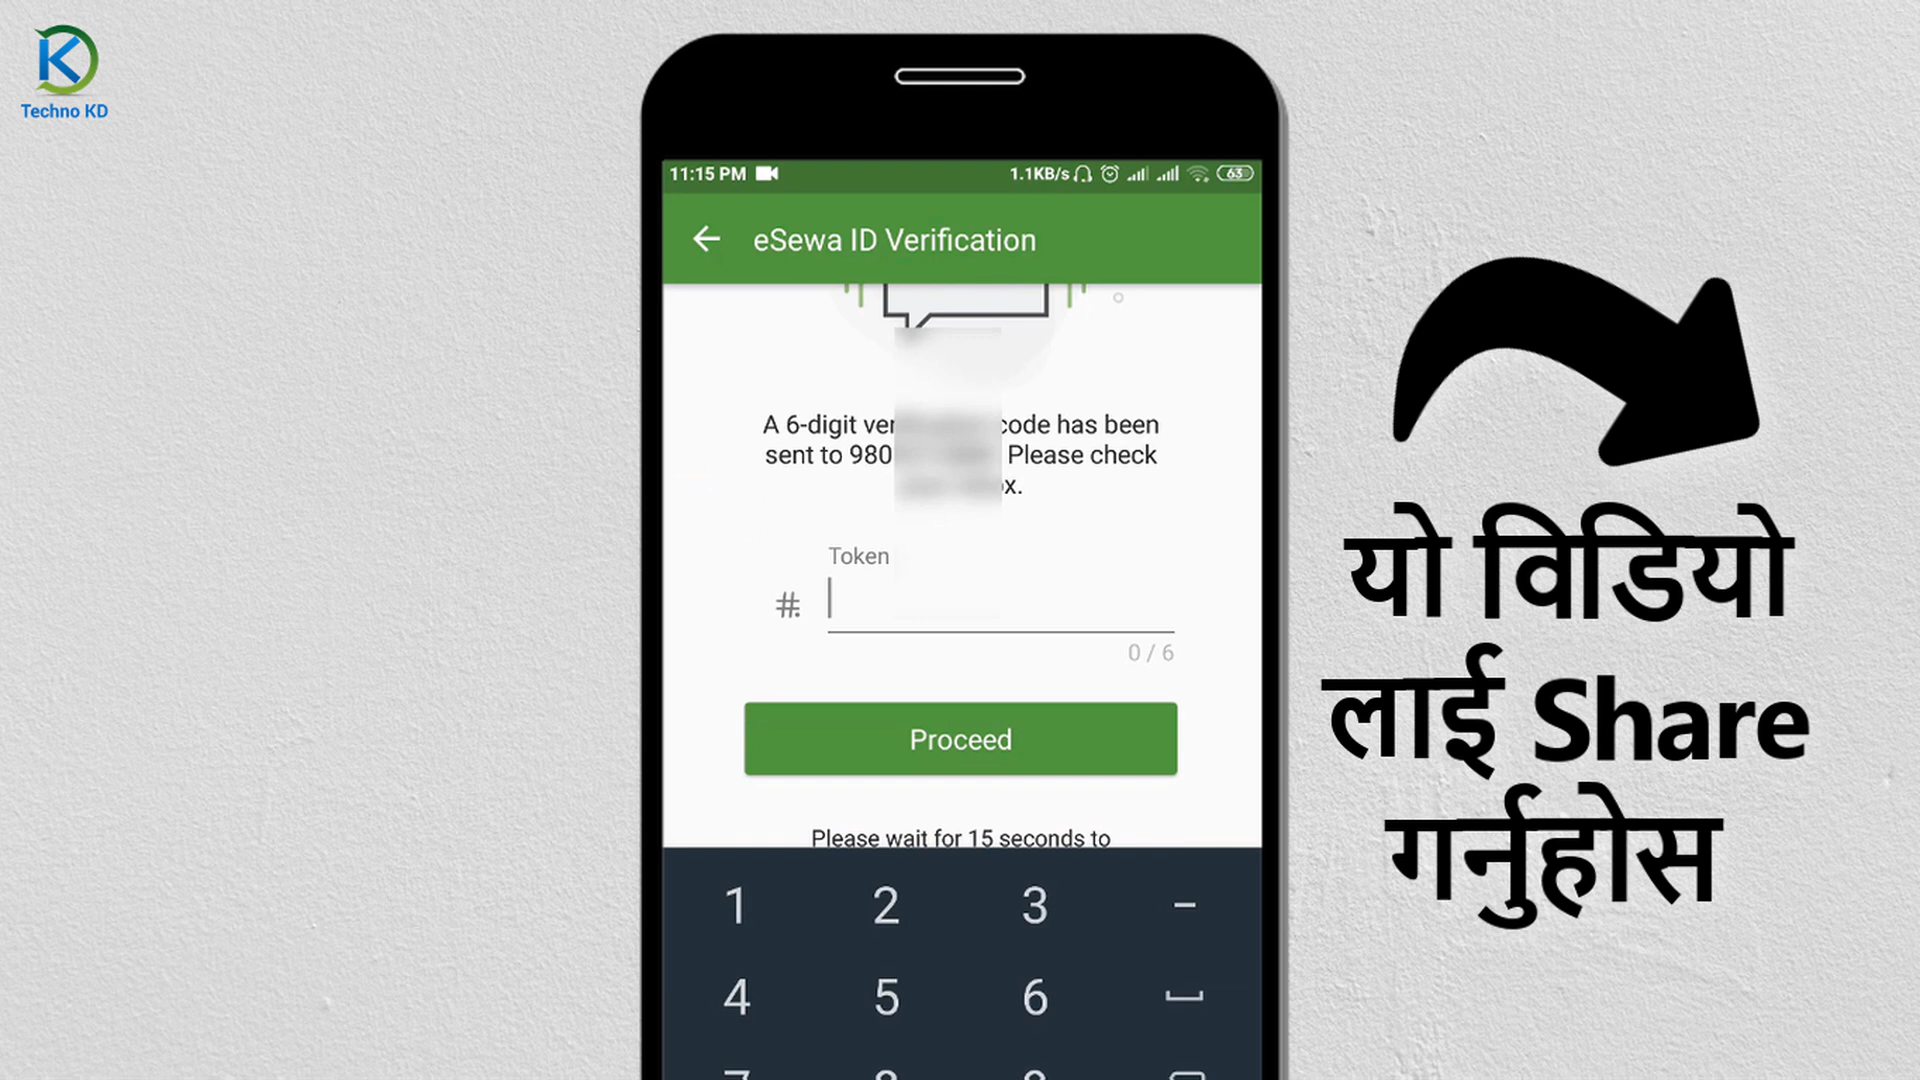 Techno KD
11:15 PM
1.1KB/s
63
eSewa ID Verification
A 6-digit code has been
sent to 980 Please check
Token
#
0 / 6
Proceed
Please wait for 15 seconds to
1 2 3 -
4 5 6
यो विडियो
लाई Share
गर्नुहोस